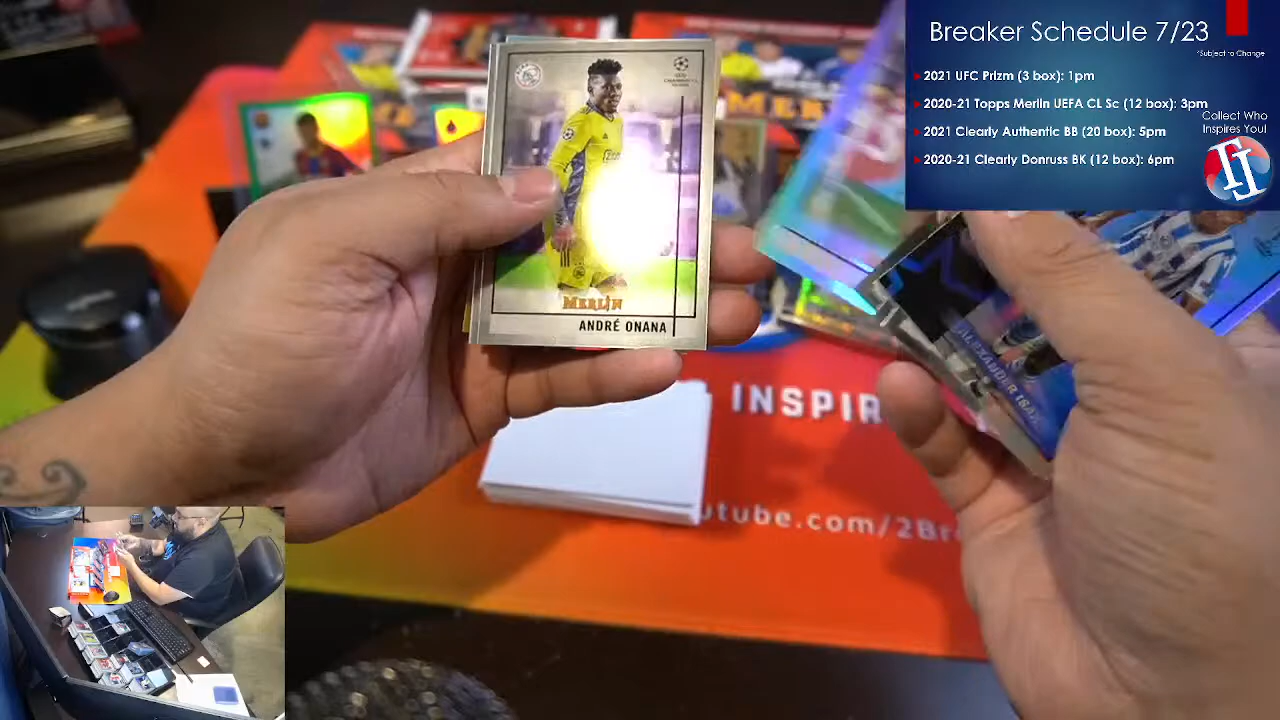 Breaker Schedule 7/23
*Subject to Change
2021 UFC Prizm (3 box): 1pm
2020-21 Topps Merlin UEFA CL Sc (12 box): 3pm
2021 Clearly Authentic BB (20 box): 5pm
2020-21 Clearly Donruss BK (12 box): 6pm
Collect Who
Inspires You!
MERLIN
ANDRÉ ONANA
ALEXANDER ISAK
INSPIR
utube.com/2Br